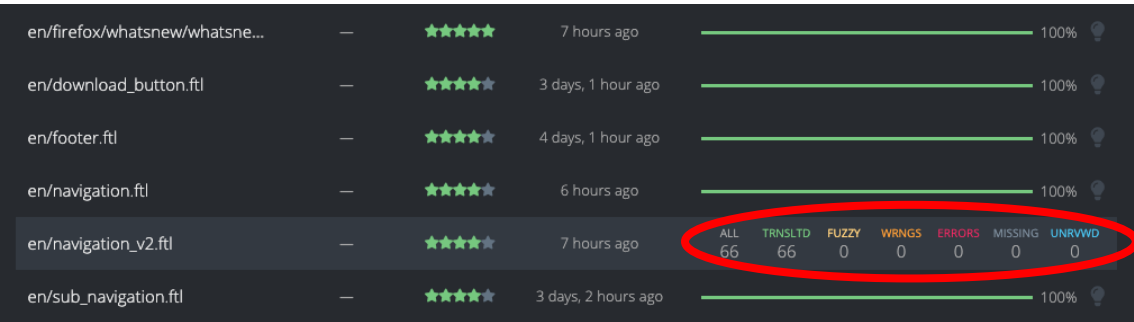 en/firefox/whatsnew/whatsne... — 7 hours ago 100%
en/download_button.ftl — 3 days, 1 hour ago 100%
en/footer.ftl — 4 days, 1 hour ago 100%
en/navigation.ftl — 6 hours ago 100%
ALL TRNSLTD FUZZY WRNGS ERRORS MISSING UNRVWD
en/navigation_v2.ftl — 7 hours ago
66 66 0 0 0 0 0
en/sub_navigation.ftl — 3 days, 2 hours ago 100%